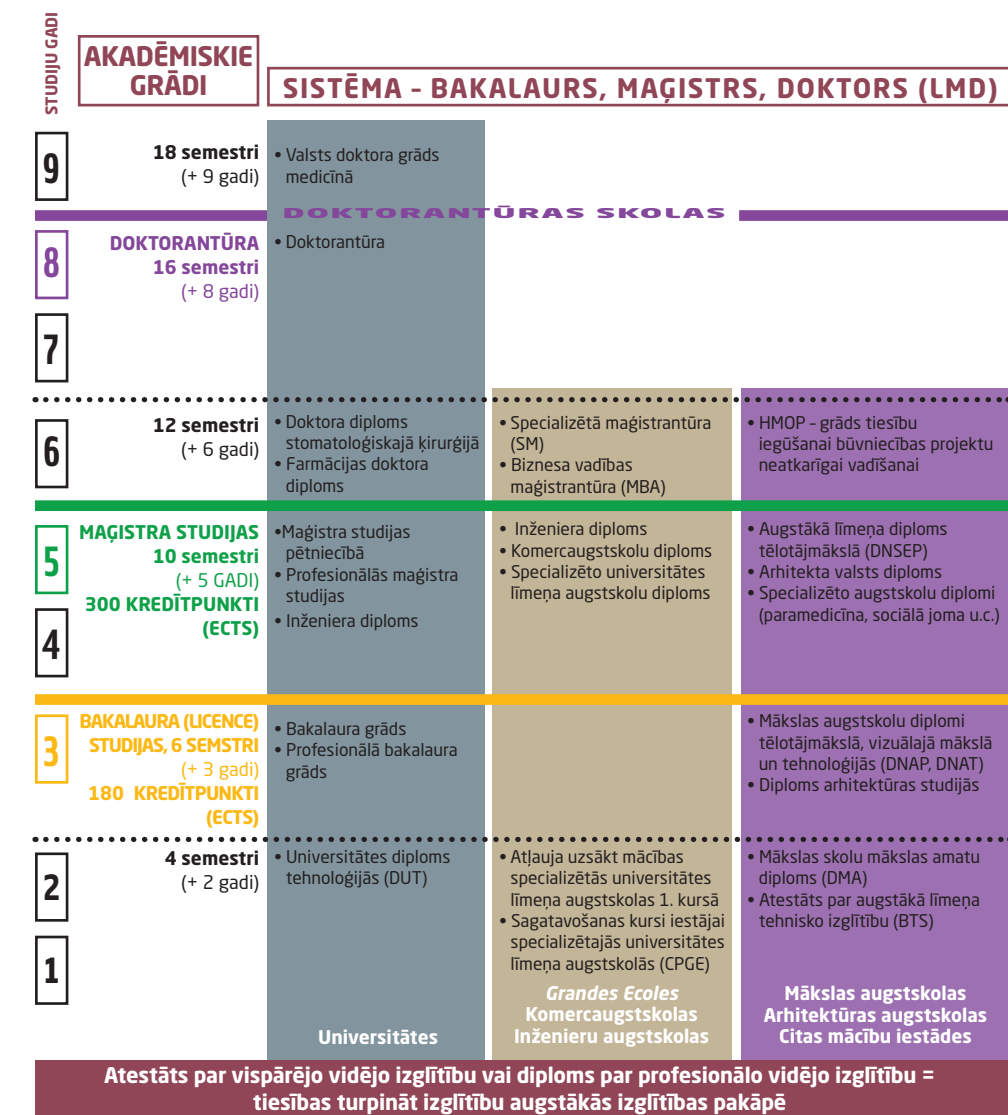 STUDIJU GADI
AKADĒMISKIE
GRĀDI
SISTĒMA - BAKALAURS, MAĢISTRS, DOKTORS (LMD)
9
18 semestri
(+ 9 gadi)
• Valsts doktora grāds
medicīnā
DOKTORANTŪRAS SKOLAS
8
DOKTORANTŪRA
16 semestri
(+ 8 gadi)
• Doktorantūra
7
6
12 semestri
(+ 6 gadi)
• Doktora diploms
stomatoloģiskajā ķirurģijā
• Farmācijas doktora
diploms
• Specializētā maģistrantūra
(SM)
• Biznesa vadības
maģistrantūra (MBA)
• HMOP – grāds tiesību
iegūšanai būvniecības projektu
neatkarīgai vadīšanai
5
MAĢISTRA STUDIJAS
10 semestri
(+ 5 GADI)
300 KREDĪTPUNKTI
(ECTS)
•Maģistra studijas
pētniecībā
• Profesionālās maģistra
studijas
• Inženiera diploms
• Inženiera diploms
• Komercaugstskolu diploms
• Specializēto universitātes
līmeņa augstskolu diploms
• Augstākā līmeņa diploms
tēlotājmākslā (DNSEP)
• Arhitekta valsts diploms
• Specializēto augstskolu diplomi
(paramedicīna, sociālā joma u.c.)
4
3
BAKALAURA (LICENCE)
STUDIJAS, 6 SEMSTRI
(+ 3 gadi)
180 KREDĪTPUNKTI
(ECTS)
• Bakalaura grāds
• Profesionālā bakalaura
grāds
• Mākslas augstskolu diplomi
tēlotājmākslā, vizuālajā mākslā
un tehnoloģijās (DNAP, DNAT)
• Diploms arhitektūras studijās
2
4 semestri
(+ 2 gadi)
• Universitātes diploms
tehnoloģijās (DUT)
• Atļauja uzsākt mācības
specializētās universitātes
līmeņa augstskolas 1. kursā
• Sagatavošanas kursi iestājai
specializētajās universitātes
līmeņa augstskolās (CPGE)
• Mākslas skolu mākslas amatu
diploms (DMA)
• Atestāts par augstākā līmeņa
tehnisko izglītību (BTS)
1
Universitātes
Grandes Ecoles
Komercaugstskolas
Inženieru augstskolas
Mākslas augstskolas
Arhitektūras augstskolas
Citas mācību iestādes
Atestāts par vispārējo vidējo izglītību vai diploms par profesionālo vidējo izglītību =
tiesības turpināt izglītību augstākās izglītības pakāpē